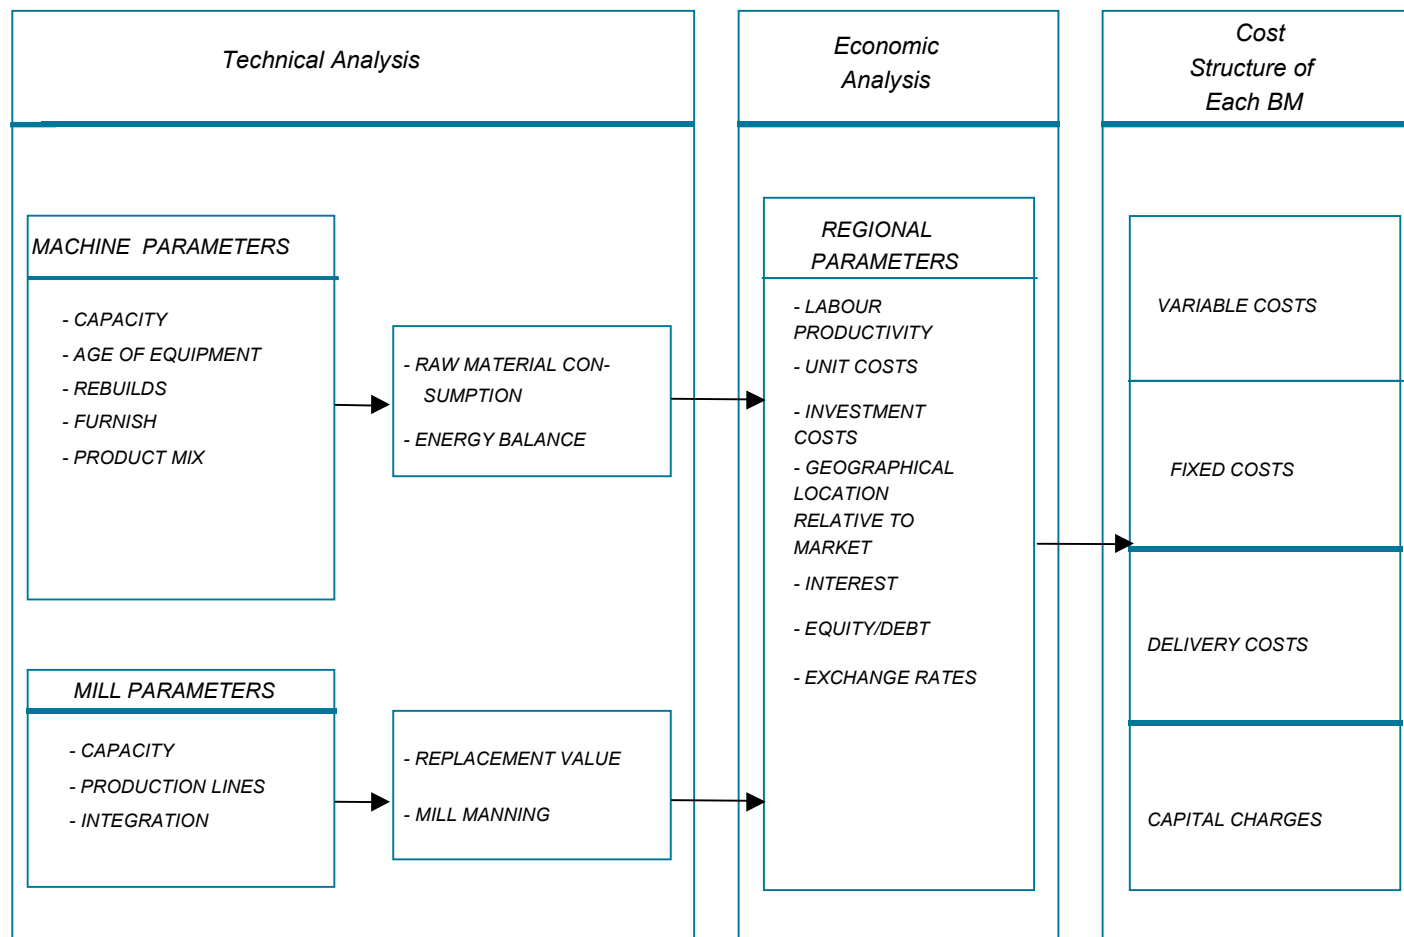 Technical Analysis
Economic
Analysis
Cost
Structure of
Each BM
MACHINE PARAMETERS
- CAPACITY
- AGE OF EQUIPMENT
- REBUILDS
- FURNISH
- PRODUCT MIX
- RAW MATERIAL CON-
SUMPTION
- ENERGY BALANCE
MILL PARAMETERS
- CAPACITY
- PRODUCTION LINES
- INTEGRATION
- REPLACEMENT VALUE
- MILL MANNING
REGIONAL
PARAMETERS
- LABOUR
PRODUCTIVITY
- UNIT COSTS
- INVESTMENT
COSTS
- GEOGRAPHICAL
LOCATION
RELATIVE TO
MARKET
- INTEREST
- EQUITY/DEBT
- EXCHANGE RATES
VARIABLE COSTS
FIXED COSTS
DELIVERY COSTS
CAPITAL CHARGES